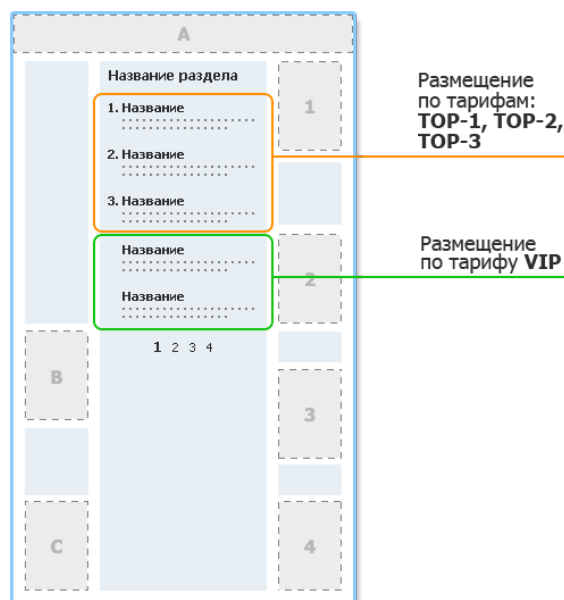 A
Название раздела
1. Название
2. Название
3. Название
Название
Название
1 2 3 4
B
C
1
2
3
4
Размещение
по тарифам:
TOP-1, TOP-2,
TOP-3
Размещение
по тарифу VIP